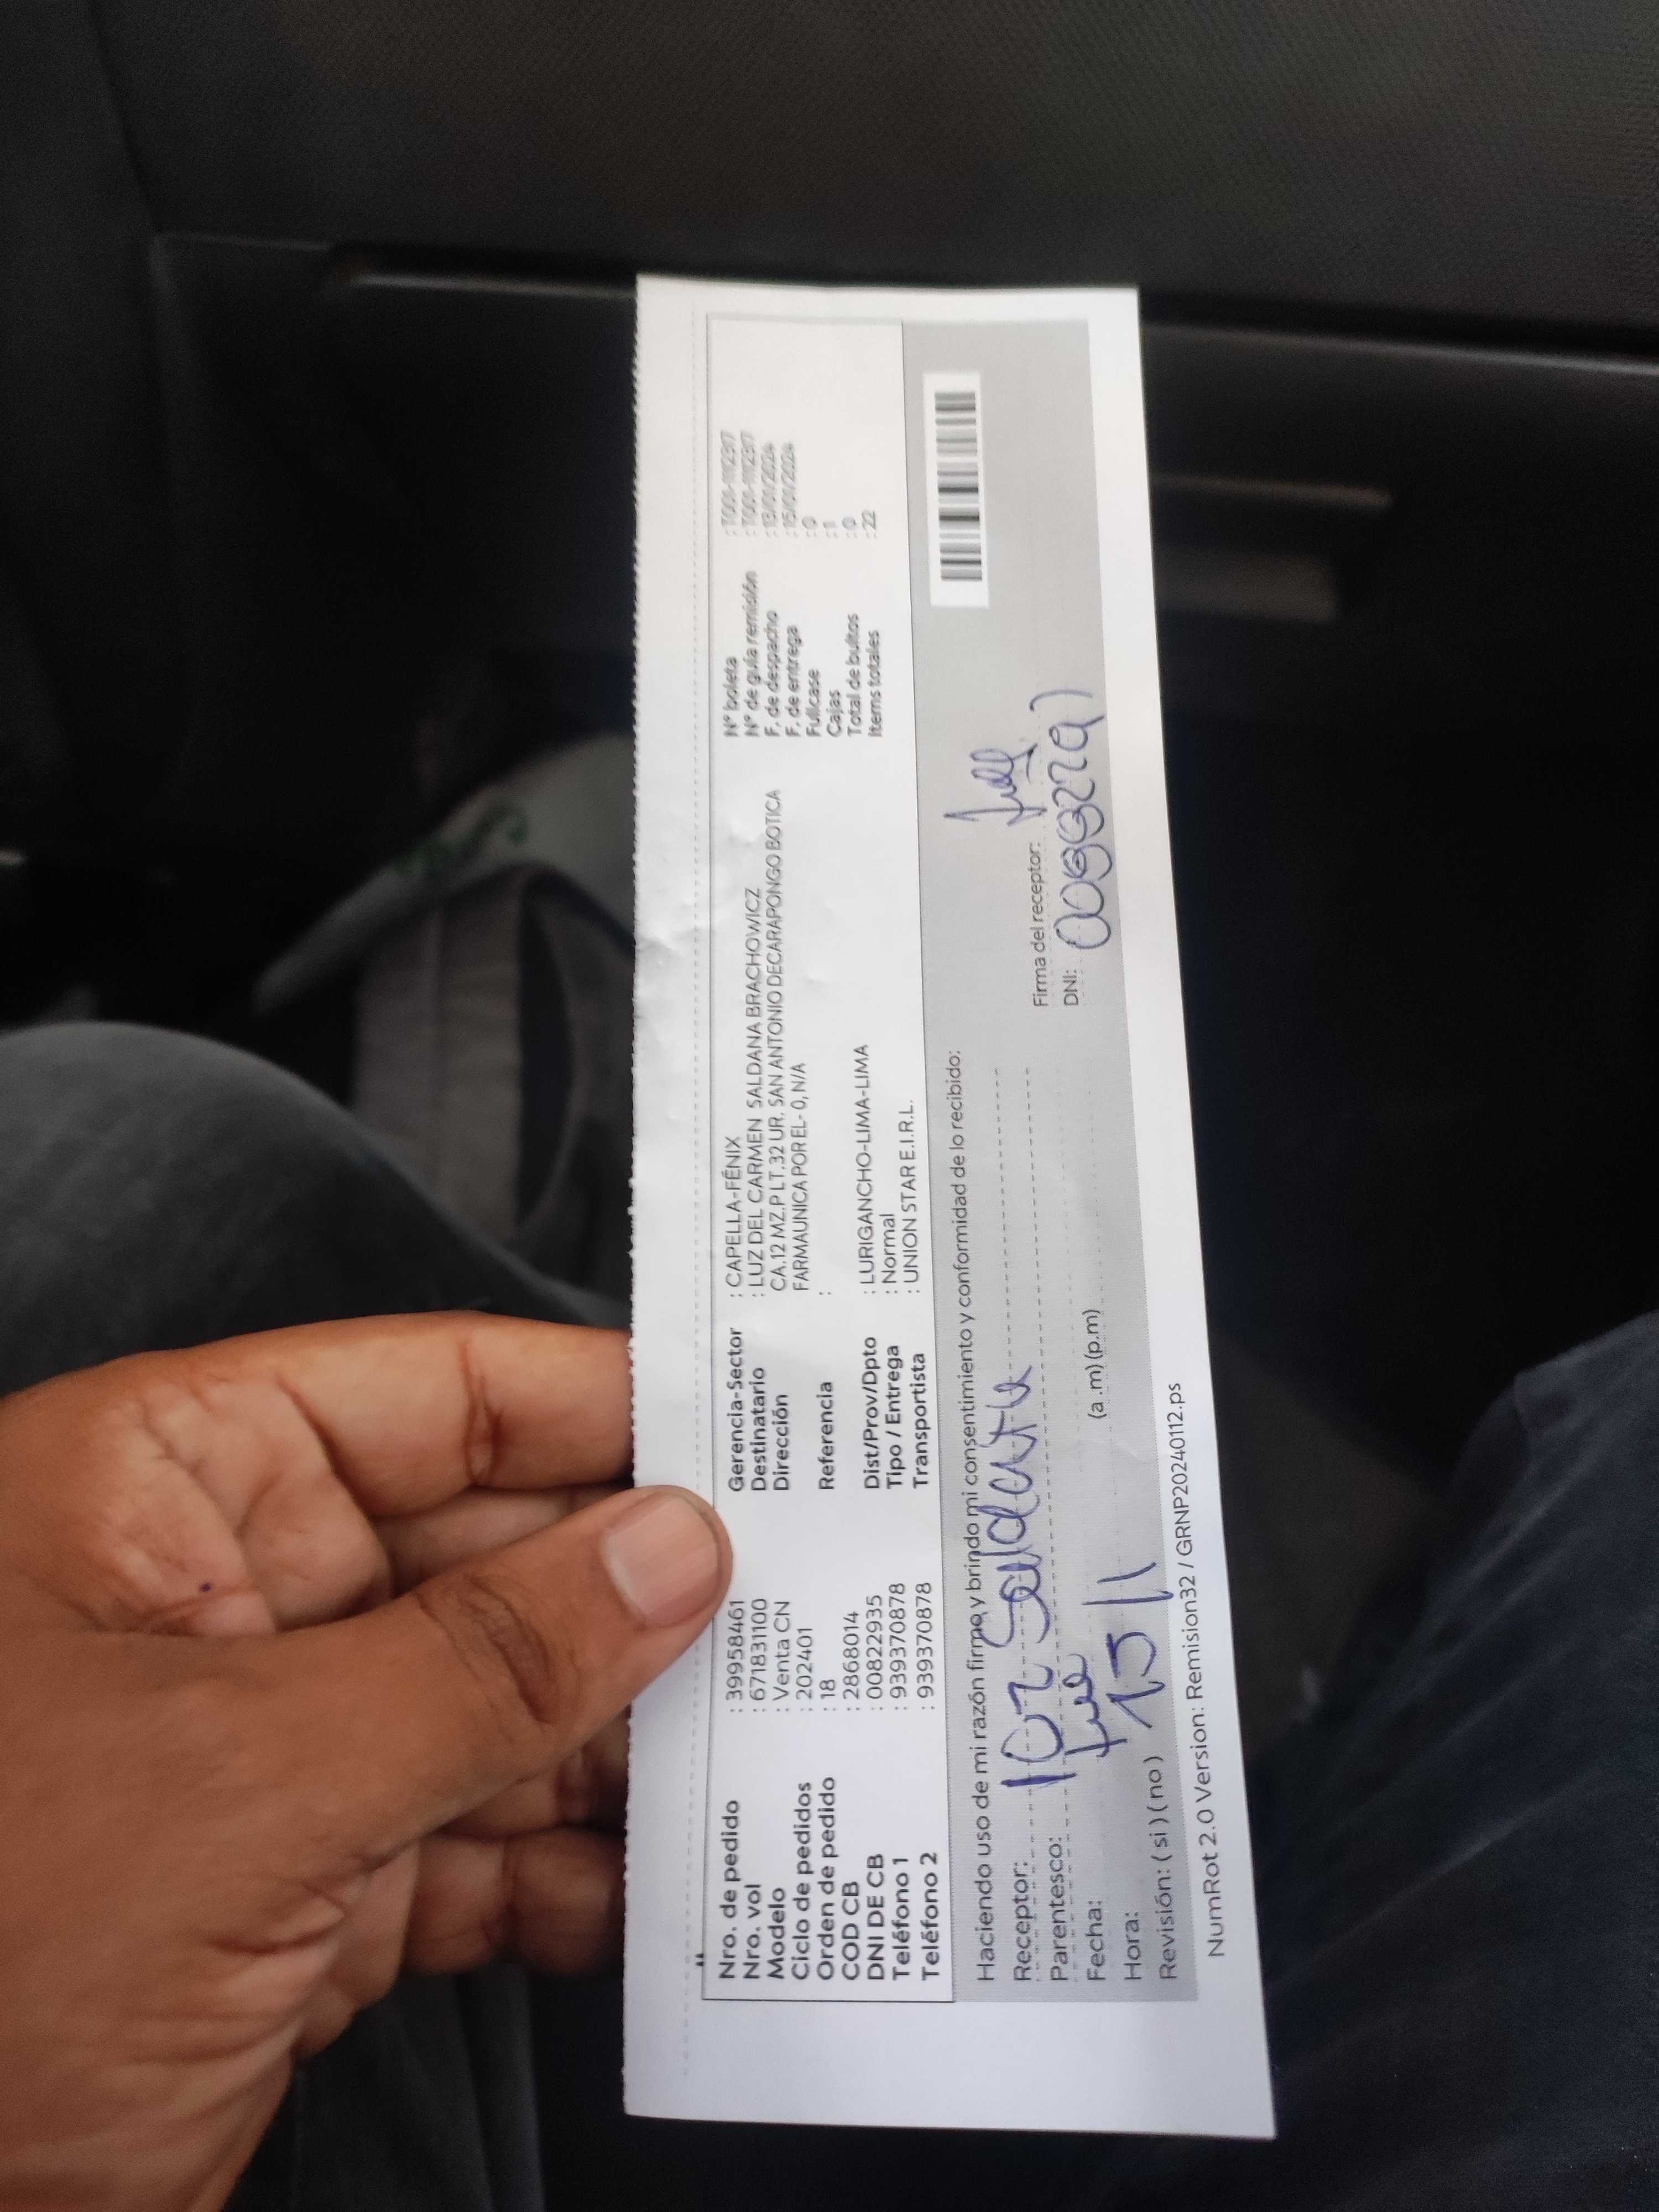 Nro. de pedido : 39958461
Nro. vol : 671831100
Modelo : Venta CN
Ciclo de pedidos : 202401
Orden de pedido : 18
COD CB : 2868014
DNI DE CB : 00822935
Teléfono 1 : 939370878
Teléfono 2 : 939370878
Gerencia-Sector : CAPELLA-FÉNIX
Destinatario : LUZ DEL CARMEN SALDANA BRACHOWICZ
Dirección CA.12 MZ.P LT.32 UR. SAN ANTONIO DECARAPONGO BOTICA
FARMAUNICA POR EL- 0, N/A
Referencia :
Dist/Prov/Dpto : LURIGANCHO-LIMA-LIMA
Tipo / Entrega : Normal
Transportista : UNION STAR E.I.R.L.
Nº boleta
Nº de guía remisión
F. de despacho : 13/01/2024
F. de entrega : 15/01/2024
Fullcase : 0
Cajas : 1
Total de bultos : 0
Items totales : 22
Haciendo uso de mi razón firmo y brindo mi consentimiento y conformidad de lo recibido:
Receptor:
Parentesco:
Fecha:
Hora: (a .m) (p.m)
Revisión: ( si ) ( no )
Firma del receptor:
DNI:
NumRot 2.0 Version: Remision32 / GRNP20240112.ps